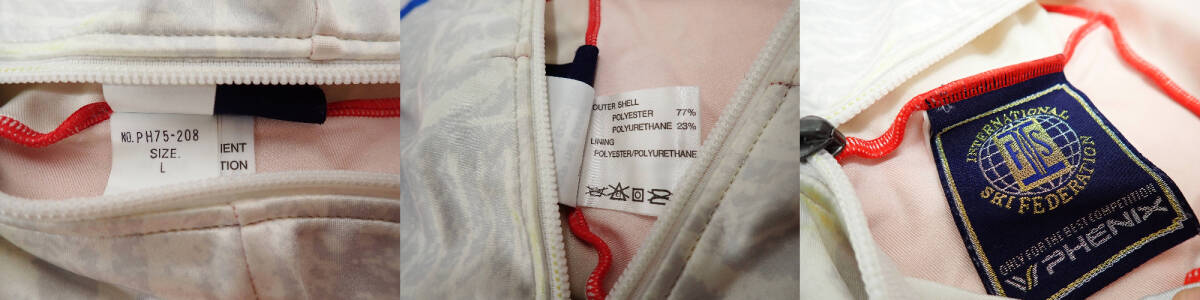 NO. PH75-208
SIZE.
L
IENT
TION
OUTER SHELL
POLYESTER 77%
POLYURETHANE 23%
LINING
POLYESTER/POLYURETHANE
INTERNATIONAL
FIS
SKI FEDERATION
ONLY FOR THE BEST COMPETITION
PHENIX